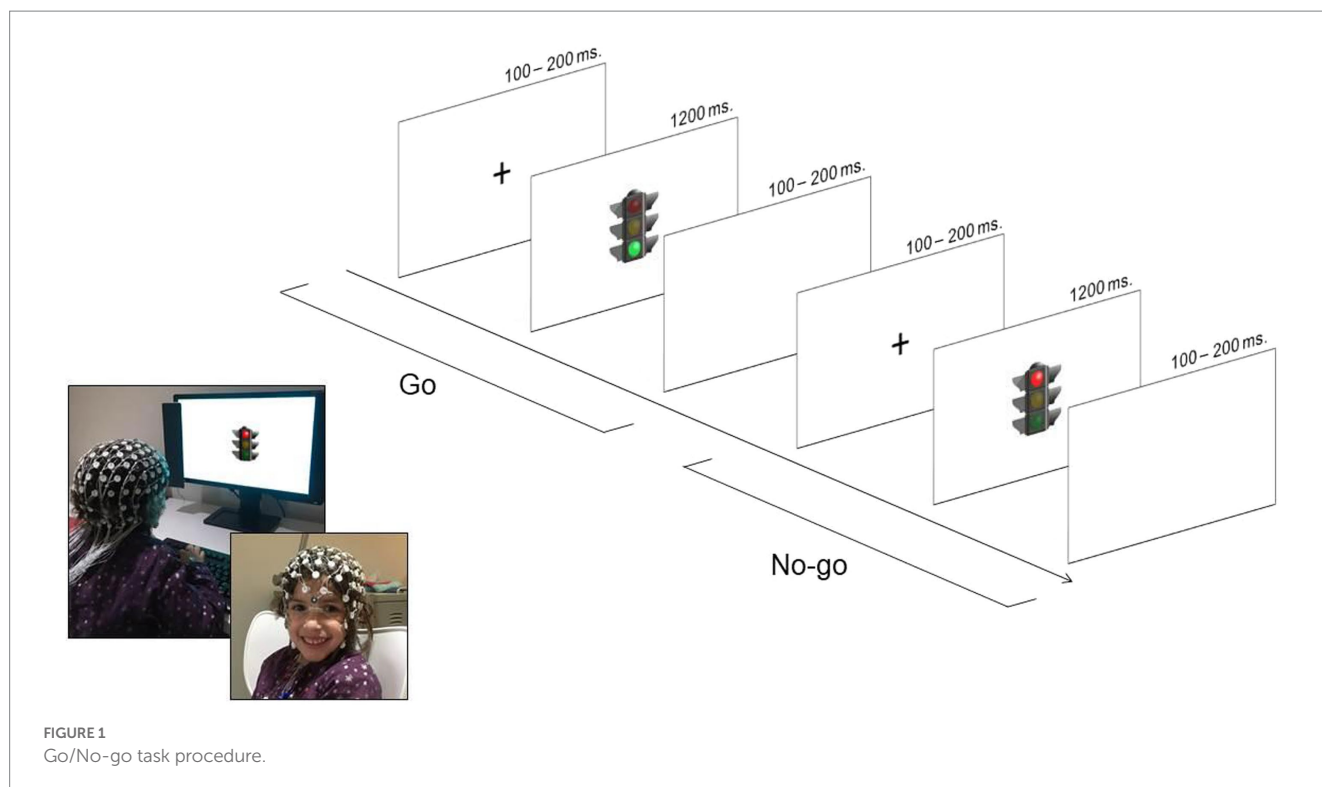 100 – 200 ms.
1200 ms.
100 – 200 ms.
100 – 200 ms.
1200 ms.
100 – 200 ms.
Go
No-go
FIGURE 1
Go/No-go task procedure.